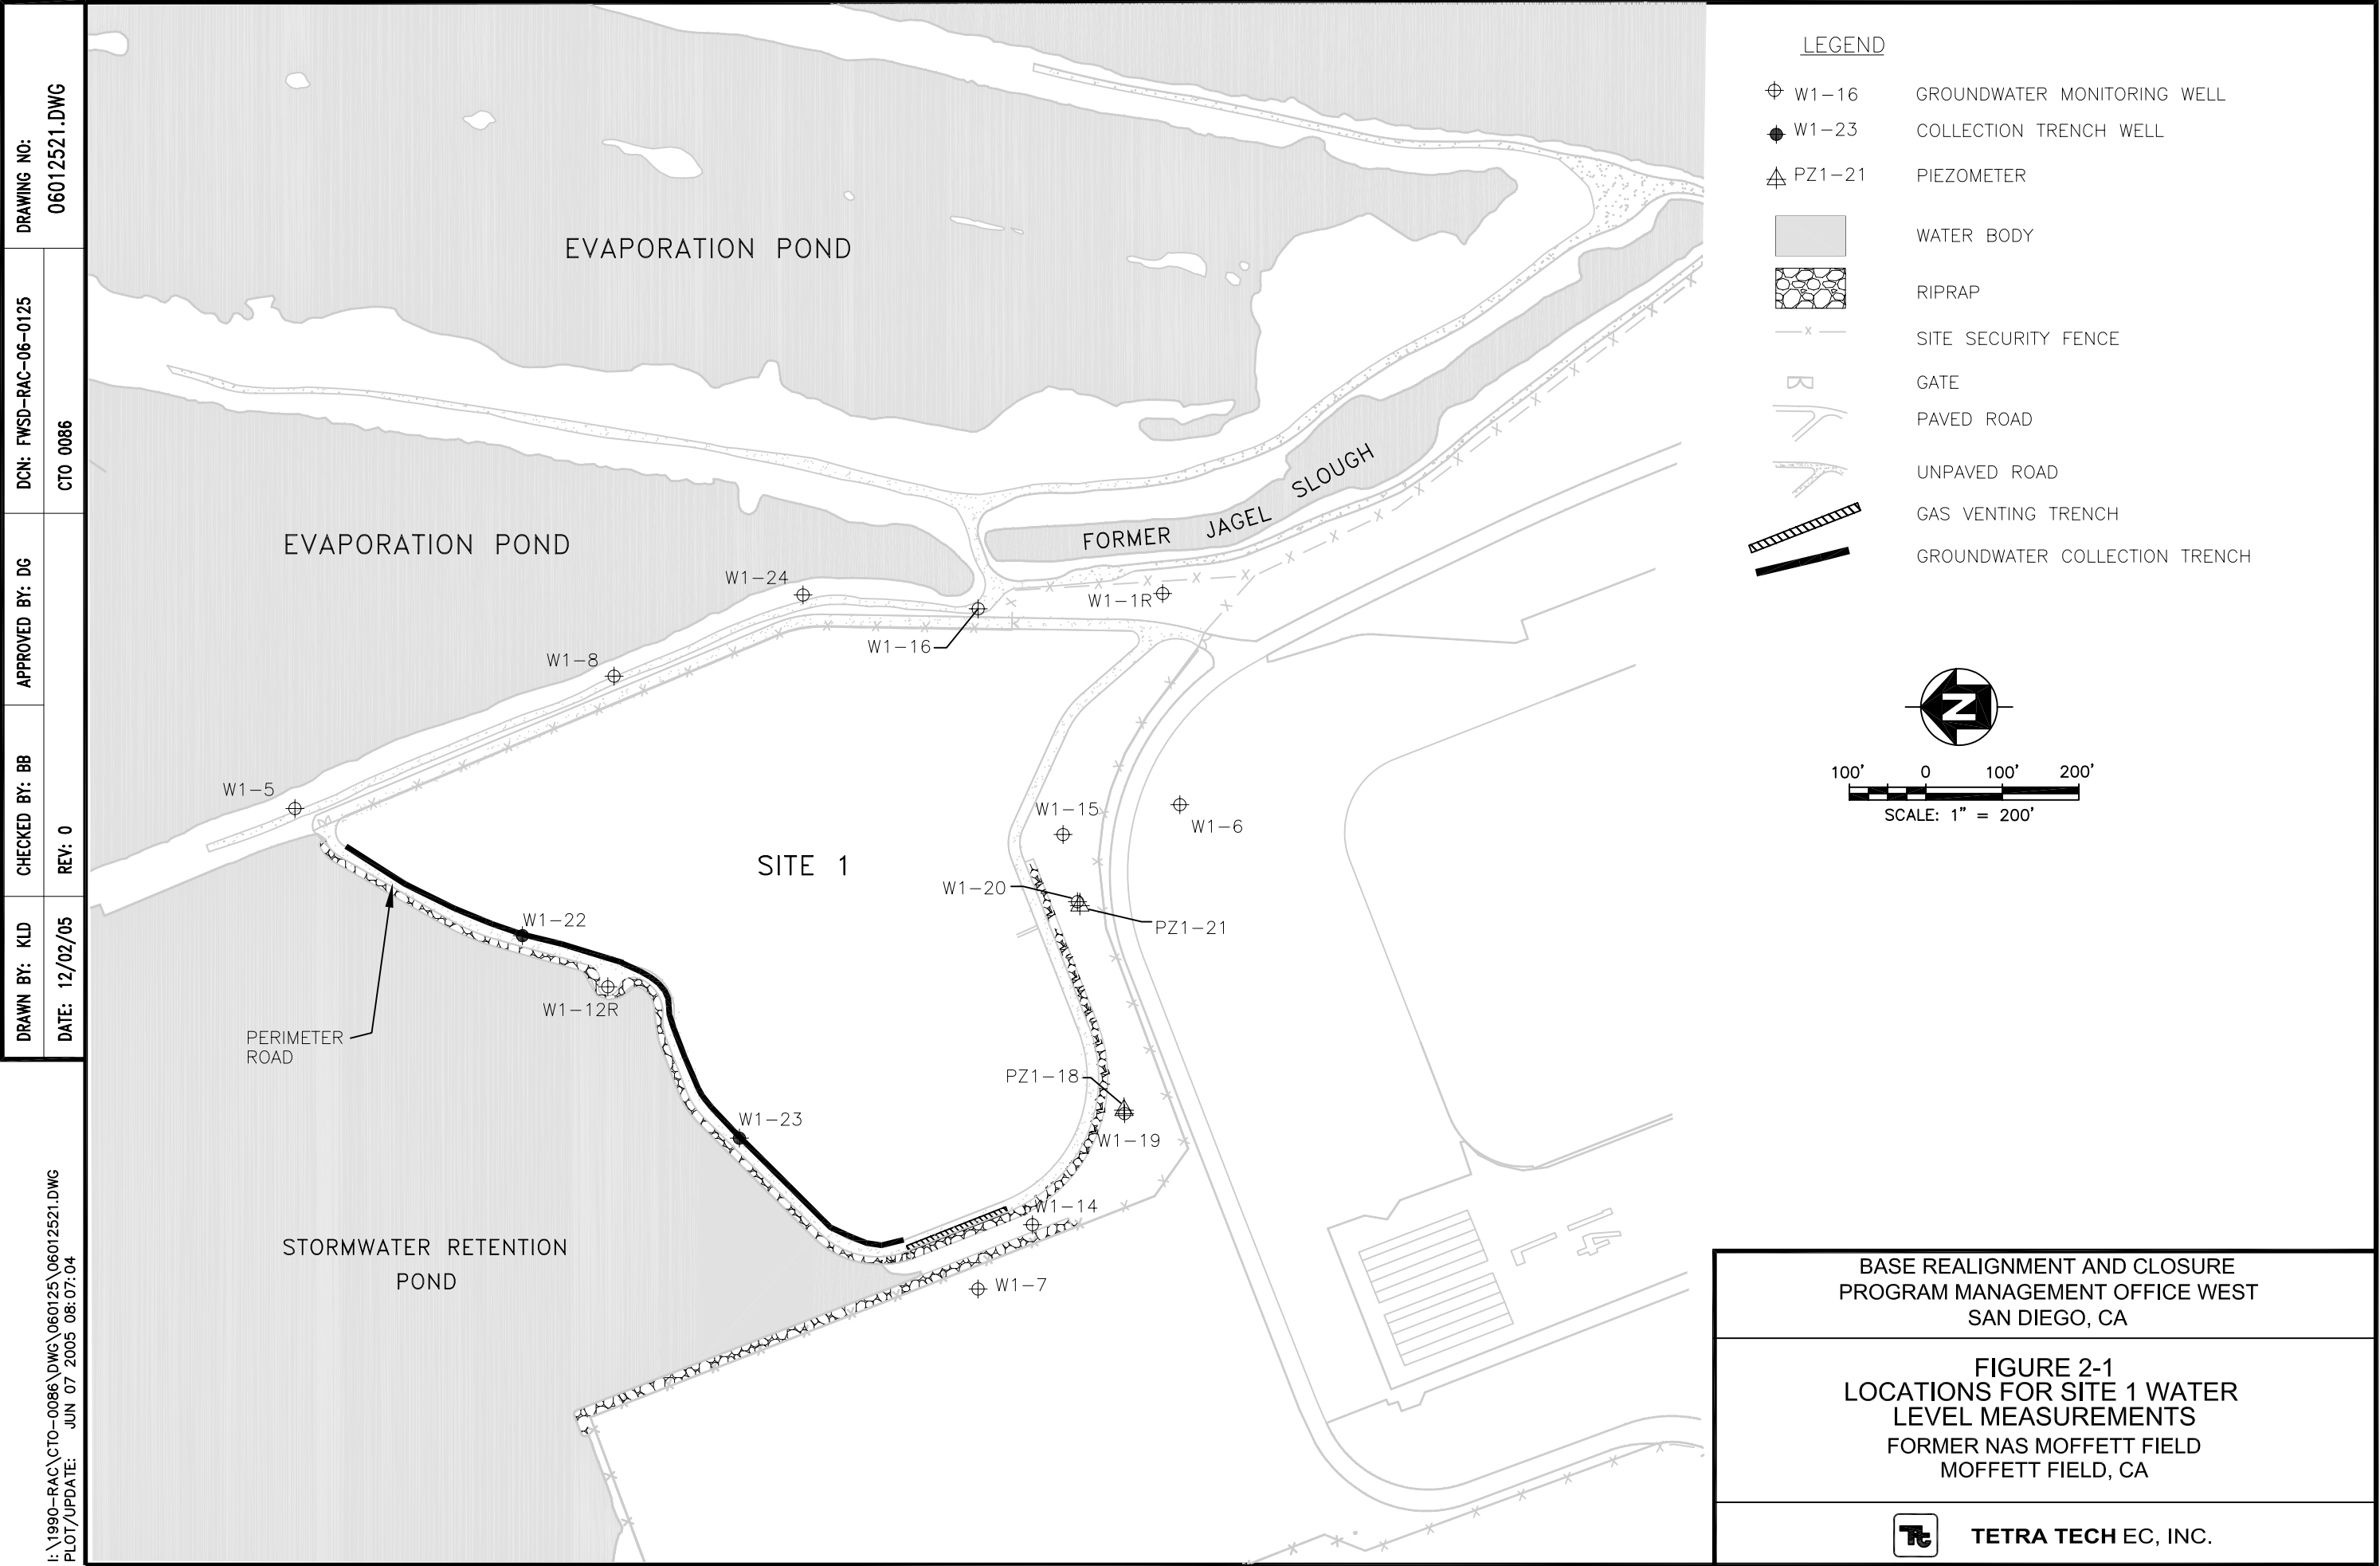 DRAWING NO:
06012521.DWG
DCN: FWSD-RAC-06-0125
CTO 0086
APPROVED BY: DG
CHECKED BY: BB
REV: 0
DRAWN BY: KLD
DATE: 12/02/05
I:\1990-RAC\CTO-0086\DWG\060125\06012521.DWG
PLOT/UPDATE: JUN 07 2005 08:07:04
EVAPORATION POND
EVAPORATION POND
FORMER JAGEL SLOUGH
W1-24
W1-1R
W1-16
W1-8
W1-5
W1-15
W1-6
SITE 1
W1-20
PZ1-21
W1-22
W1-12R
PERIMETER
ROAD
PZ1-18
W1-19
W1-23
W1-14
W1-7
STORMWATER RETENTION
POND
14
L
LEGEND
W1-16 GROUNDWATER MONITORING WELL
W1-23 COLLECTION TRENCH WELL
PZ1-21 PIEZOMETER
WATER BODY
RIPRAP
x SITE SECURITY FENCE
GATE
PAVED ROAD
UNPAVED ROAD
GAS VENTING TRENCH
GROUNDWATER COLLECTION TRENCH
N
100' 0 100' 200'
SCALE: 1" = 200'
BASE REALIGNMENT AND CLOSURE
PROGRAM MANAGEMENT OFFICE WEST
SAN DIEGO, CA
FIGURE 2-1
LOCATIONS FOR SITE 1 WATER
LEVEL MEASUREMENTS
FORMER NAS MOFFETT FIELD
MOFFETT FIELD, CA
TETRA TECH EC, INC.